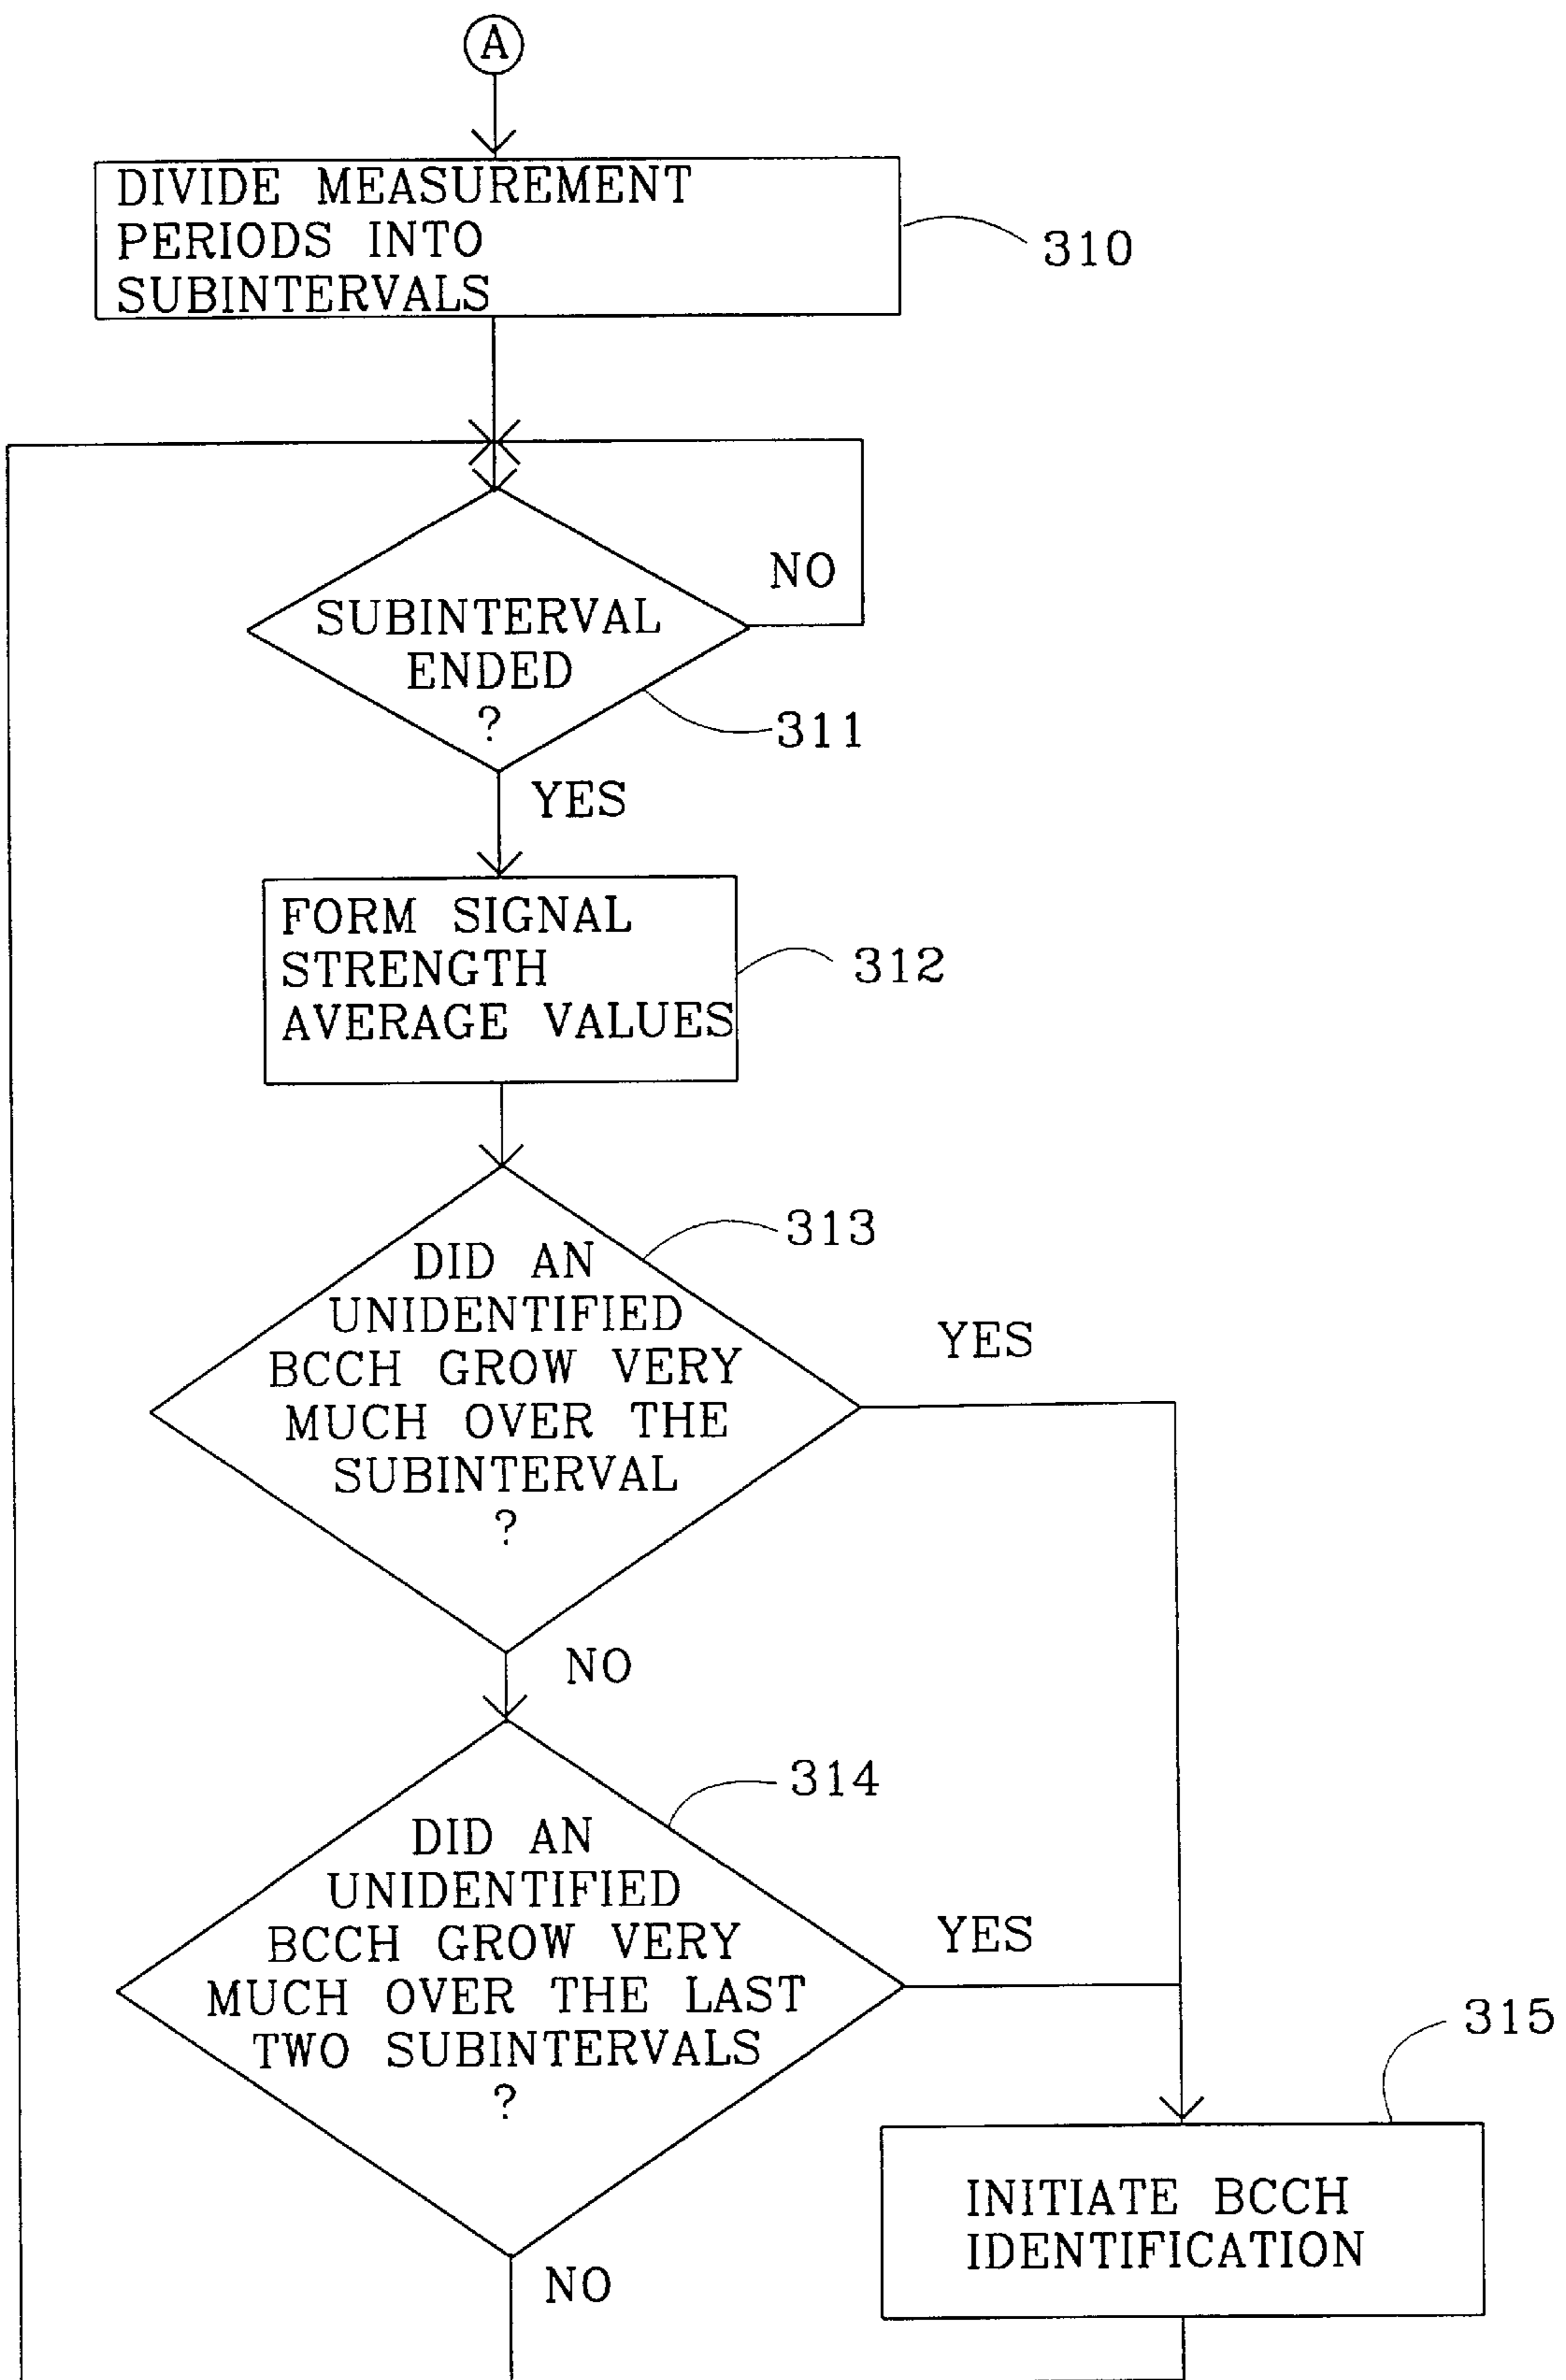 A
DIVIDE MEASUREMENT
PERIODS INTO
SUBINTERVALS
310
NO
SUBINTERVAL
ENDED
?
311
YES
FORM SIGNAL
STRENGTH
AVERAGE VALUES
312
313
DID AN
UNIDENTIFIED
BCCH GROW VERY
MUCH OVER THE
SUBINTERVAL
?
YES
NO
314
DID AN
UNIDENTIFIED
BCCH GROW VERY
MUCH OVER THE LAST
TWO SUBINTERVALS
?
YES
315
INITIATE BCCH
IDENTIFICATION
NO